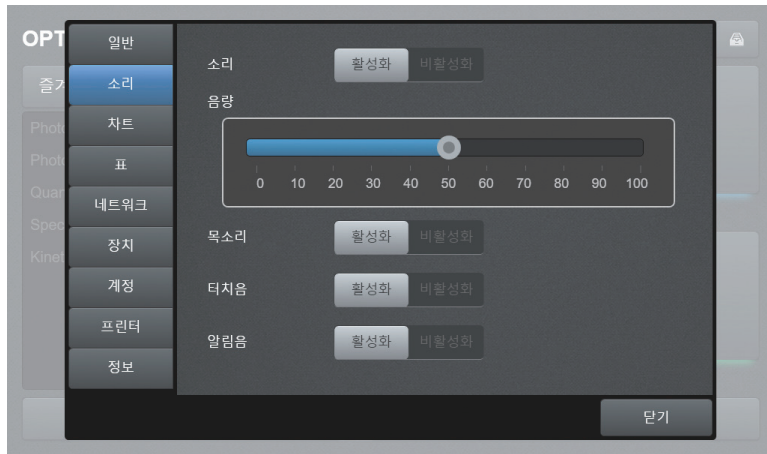 OPT
즐겨
Photo
Photo
Quan
Spec
Kinet
일반
소리
차트
표
네트워크
장치
계정
프린터
정보
소리 활성화 비활성화
음량
0 10 20 30 40 50 60 70 80 90 100
목소리 활성화 비활성화
터치음 활성화 비활성화
알림음 활성화 비활성화
닫기